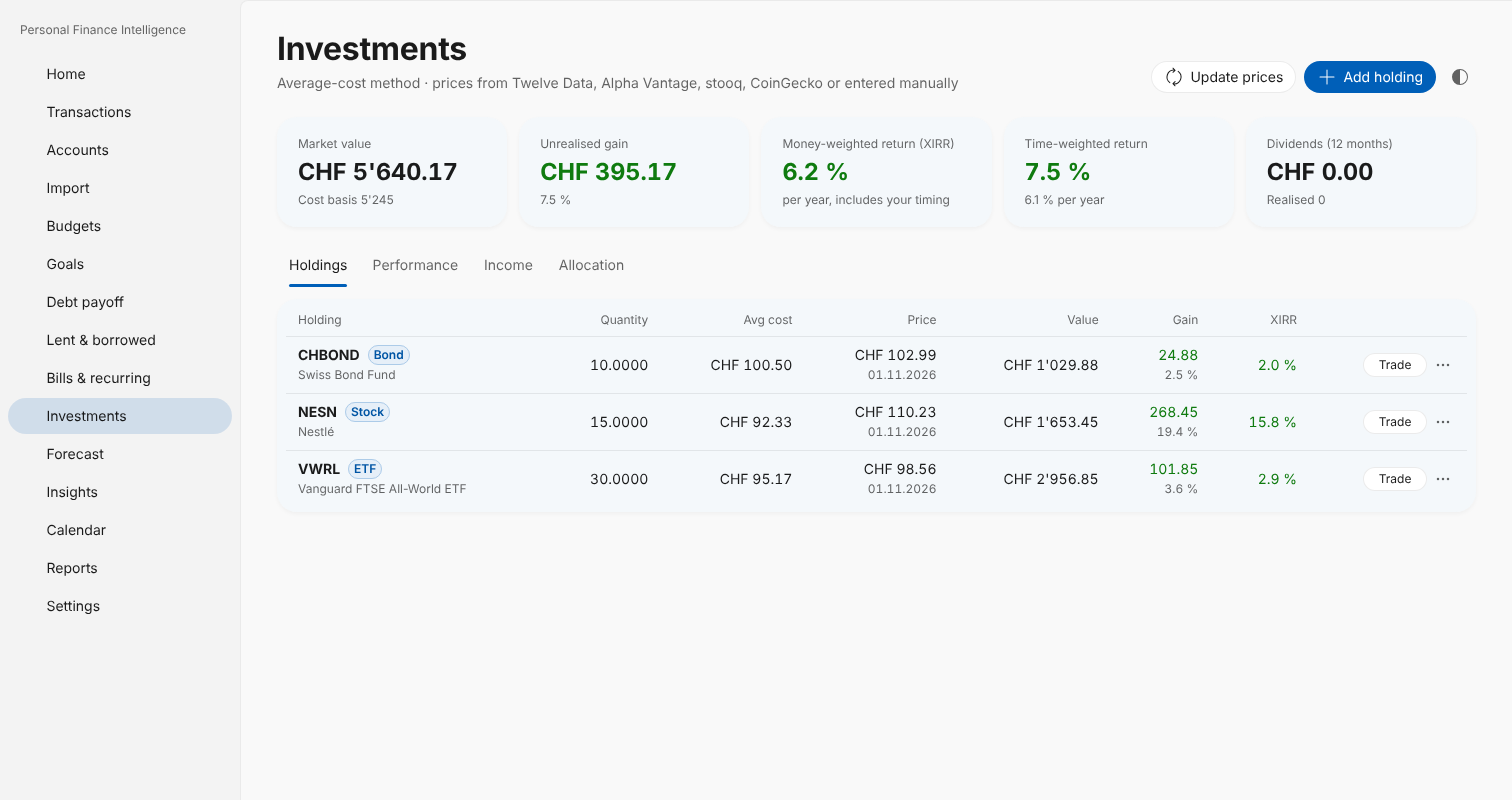 Personal Finance Intelligence
Home
Transactions
Accounts
Import
Budgets
Goals
Debt payoff
Lent & borrowed
Bills & recurring
Investments
Forecast
Insights
Calendar
Reports
Settings
Investments
Average-cost method · prices from Twelve Data, Alpha Vantage, stooq, CoinGecko or entered manually
Update prices
Add holding
Market value
CHF 5'640.17
Cost basis 5'245
Unrealised gain
CHF 395.17
7.5 %
Money-weighted return (XIRR)
6.2 %
per year, includes your timing
Time-weighted return
7.5 %
6.1 % per year
Dividends (12 months)
CHF 0.00
Realised 0
Holdings Performance Income Allocation
Holding Quantity Avg cost Price Value Gain XIRR
CHBOND Bond 10.0000 CHF 100.50 CHF 102.99 CHF 1'029.88 24.88 2.0 % Trade
Swiss Bond Fund 01.11.2026 2.5 %
NESN Stock 15.0000 CHF 92.33 CHF 110.23 CHF 1'653.45 268.45 15.8 % Trade
Nestlé 01.11.2026 19.4 %
VWRL ETF 30.0000 CHF 95.17 CHF 98.56 CHF 2'956.85 101.85 2.9 % Trade
Vanguard FTSE All-World ETF 01.11.2026 3.6 %